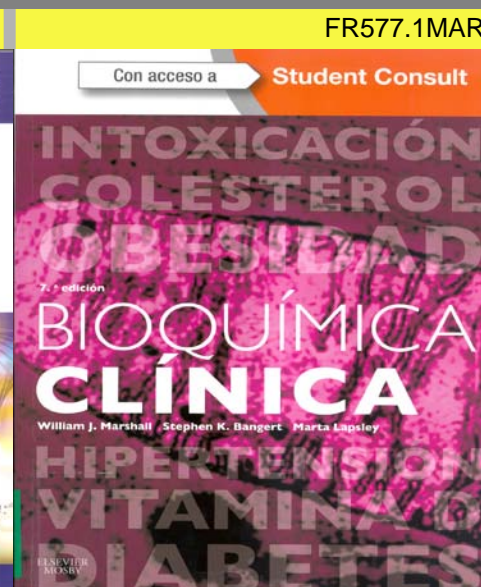 FR577.1MAR
Con acceso a
Student Consult
INTOXICACIÓN
COLESTEROL
OBESIDAD
7.ª edición
BIOQUÍMICA
CLÍNICA
William J. Marshall Stephen K. Bangert Marta Lapsley
HIPERTENSIÓN
VITAMINA D
DIABETES
ELSEVIER
MOSBY